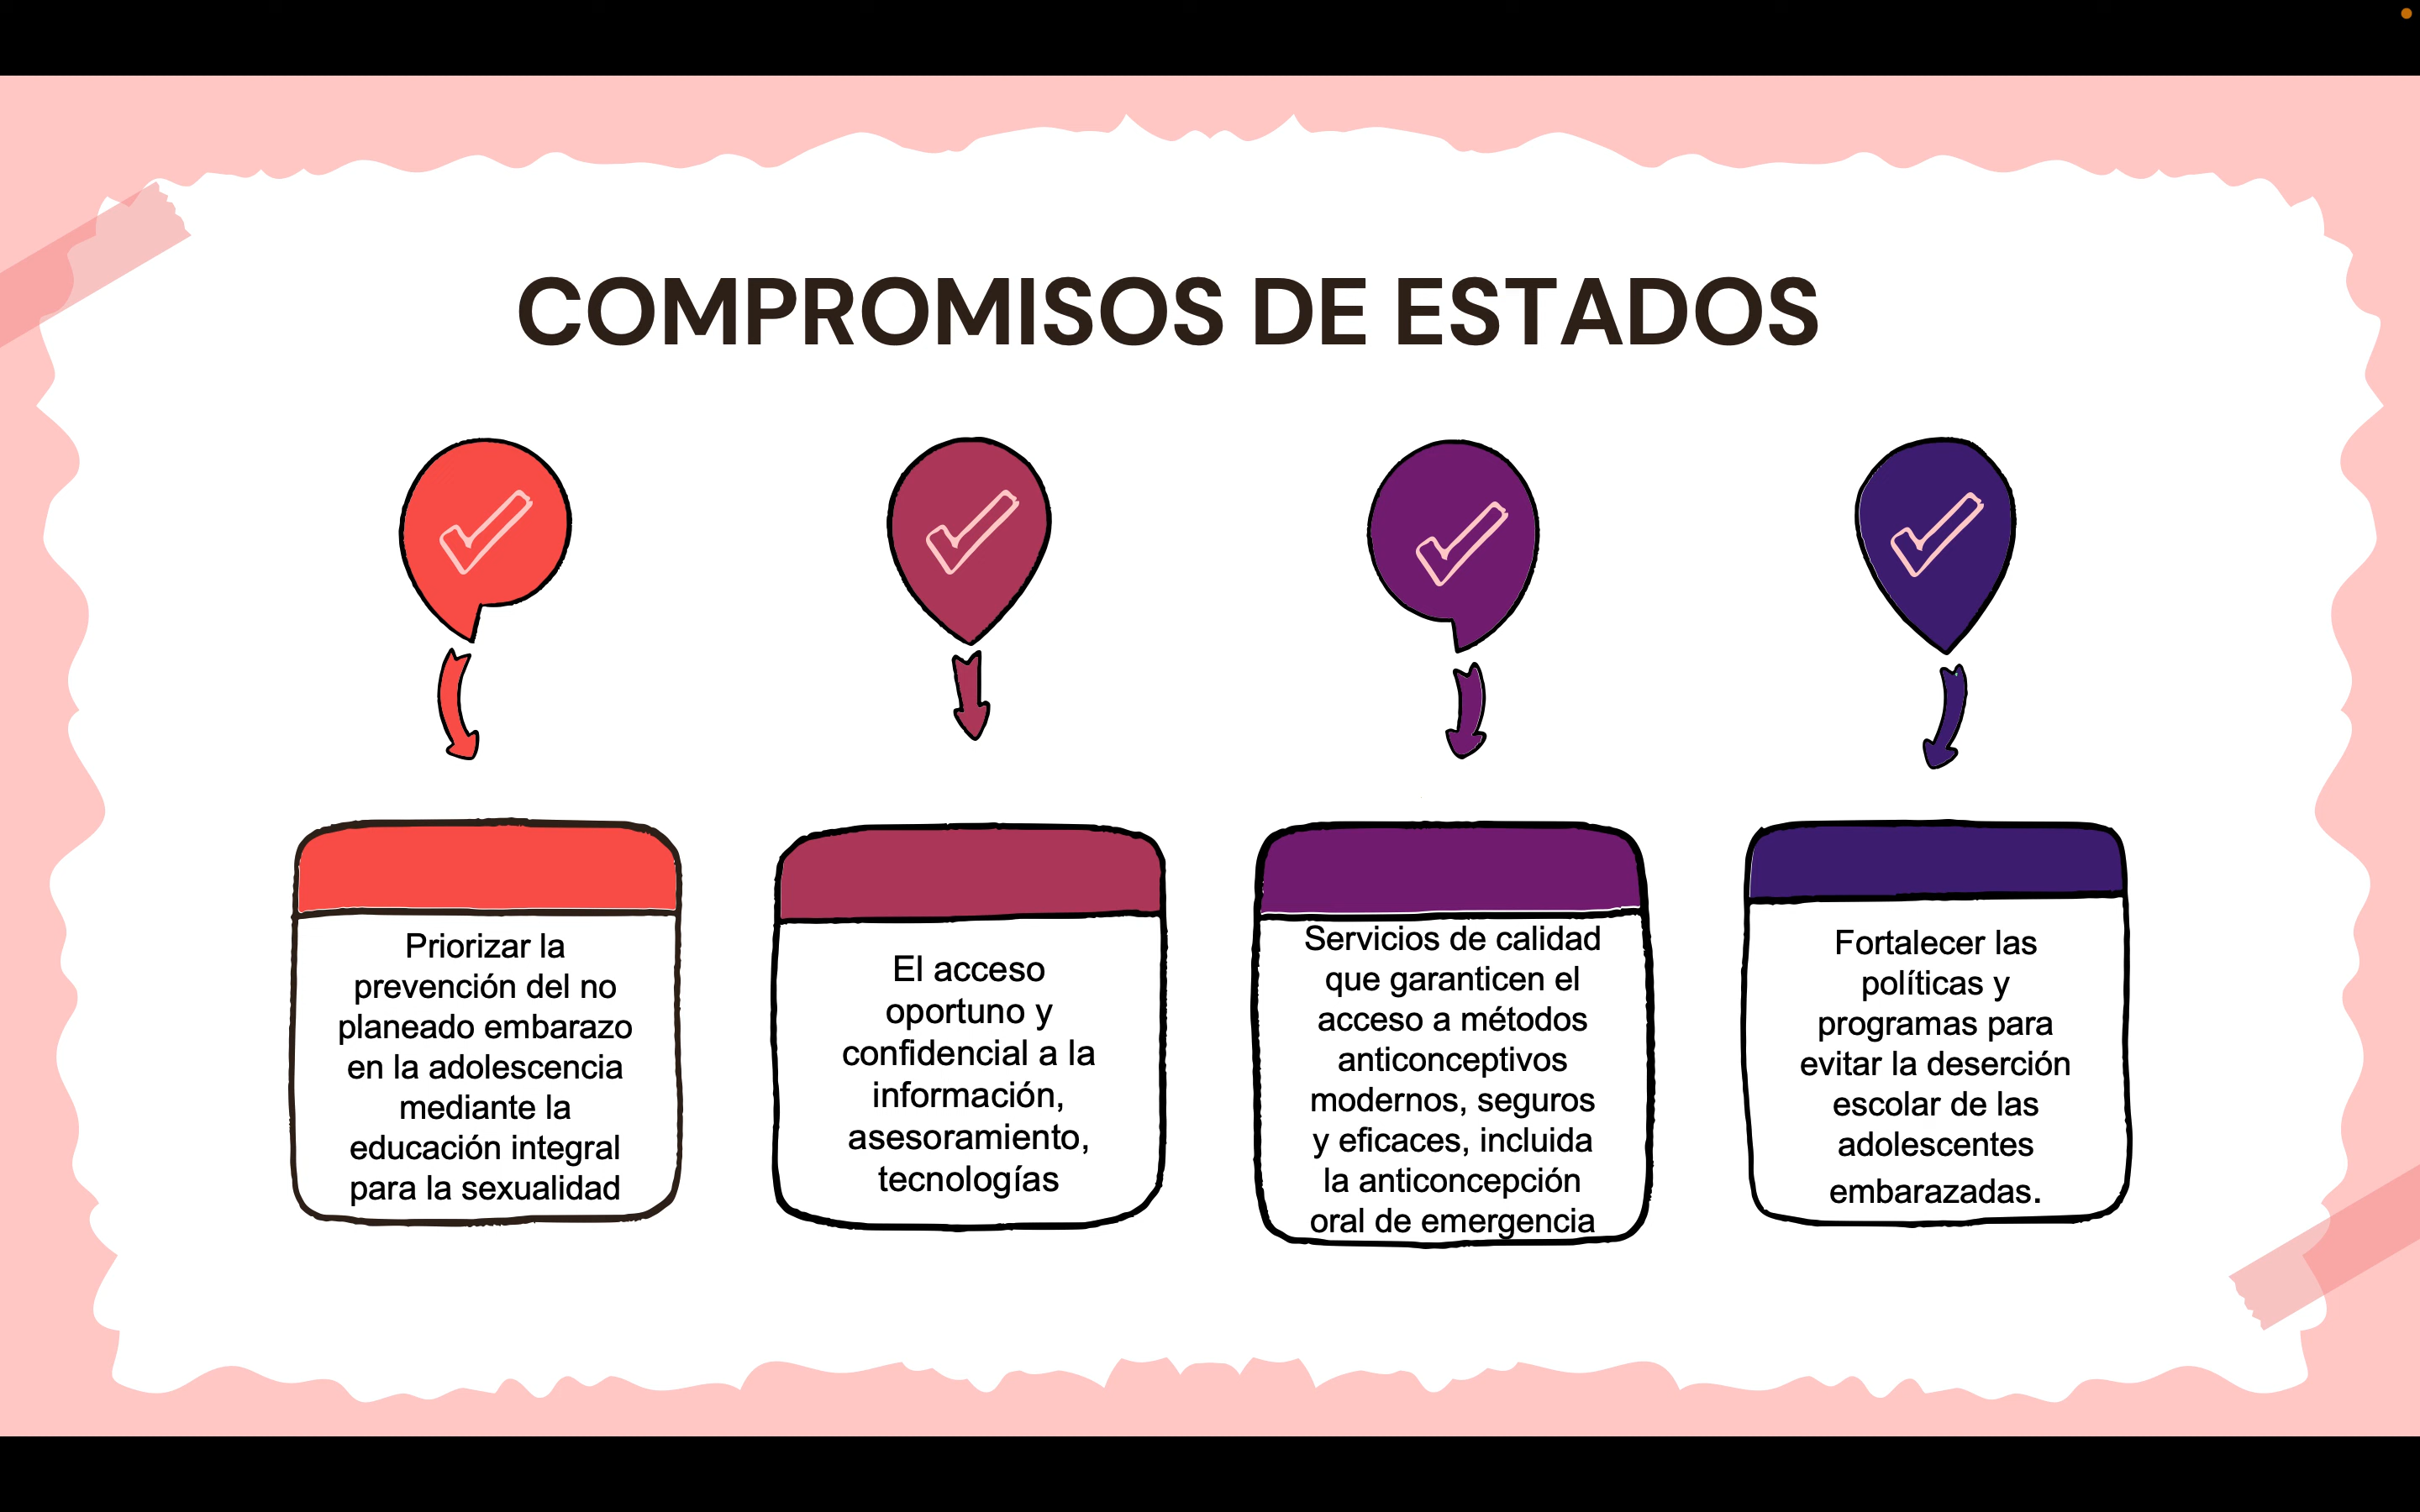 COMPROMISOS DE ESTADOS
Priorizar la
prevención del no
planeado embarazo
en la adolescencia
mediante la
educación integral
para la sexualidad
El acceso
oportuno y
confidencial a la
información,
asesoramiento,
tecnologías
Servicios de calidad
que garanticen el
acceso a métodos
anticonceptivos
modernos, seguros
y eficaces, incluida
la anticoncepción
oral de emergencia
Fortalecer las
políticas y
programas para
evitar la deserción
escolar de las
adolescentes
embarazadas.